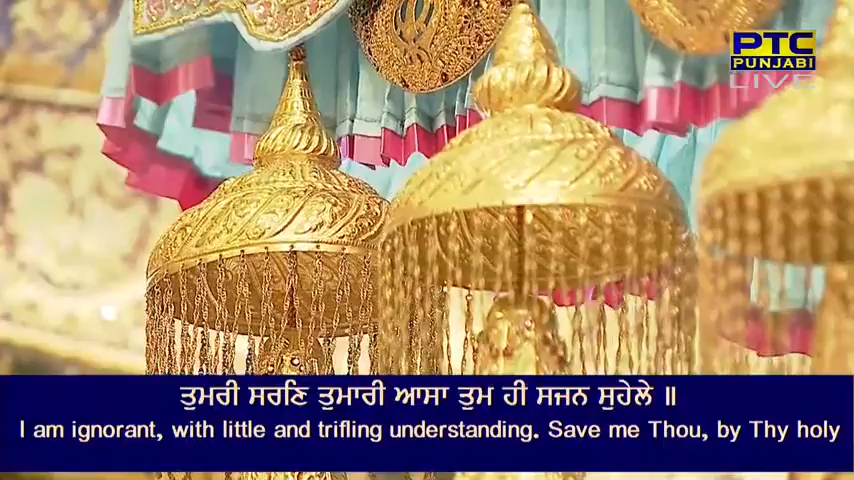 PTC
PUNJABI
LIVE
ਤੁਮਰੀ ਸਰਣਿ ਤੁਮਾਰੀ ਆਸਾ ਤੁਮ ਹੀ ਸਜਨ ਸੁਹੇਲੇ ॥
I am ignorant, with little and trifling understanding. Save me Thou, by Thy holy